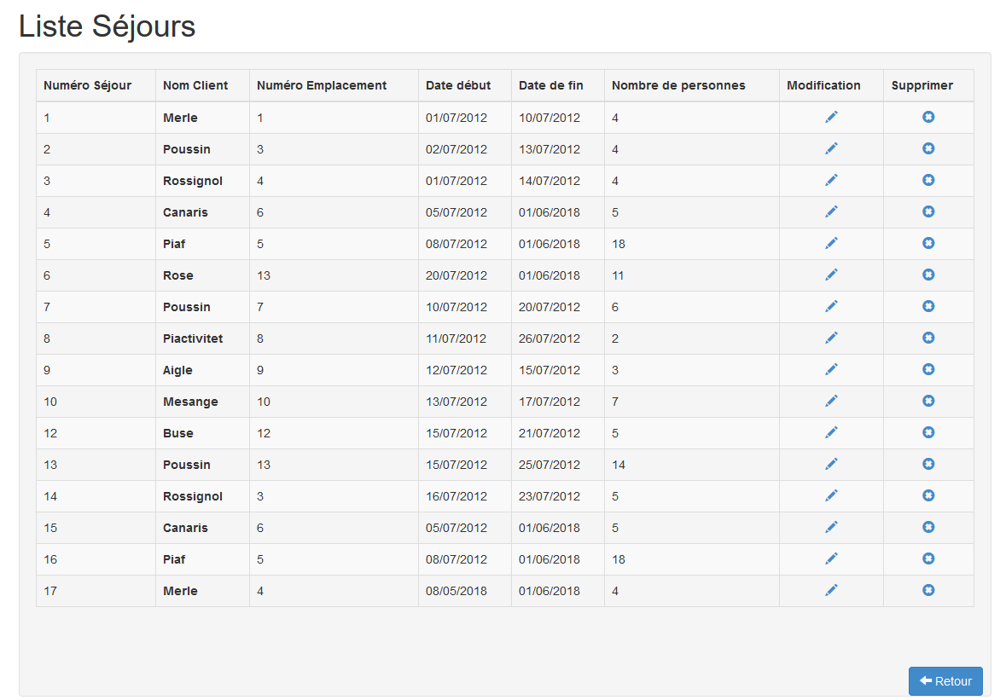 Liste Séjours
Numéro Séjour Nom Client Numéro Emplacement Date début Date de fin Nombre de personnes Modification Supprimer
1 Merle 1 01/07/2012 10/07/2012 4
2 Poussin 3 02/07/2012 13/07/2012 4
3 Rossignol 4 01/07/2012 14/07/2012 4
4 Canaris 6 05/07/2012 01/06/2018 5
5 Piaf 5 08/07/2012 01/06/2018 18
6 Rose 13 20/07/2012 01/06/2018 11
7 Poussin 7 10/07/2012 20/07/2012 6
8 Piactivitet 8 11/07/2012 26/07/2012 2
9 Aigle 9 12/07/2012 15/07/2012 3
10 Mesange 10 13/07/2012 17/07/2012 7
12 Buse 12 15/07/2012 21/07/2012 5
13 Poussin 13 15/07/2012 25/07/2012 14
14 Rossignol 3 16/07/2012 23/07/2012 5
15 Canaris 6 05/07/2012 01/06/2018 5
16 Piaf 5 08/07/2012 01/06/2018 18
17 Merle 4 08/05/2018 01/06/2018 4
Retour